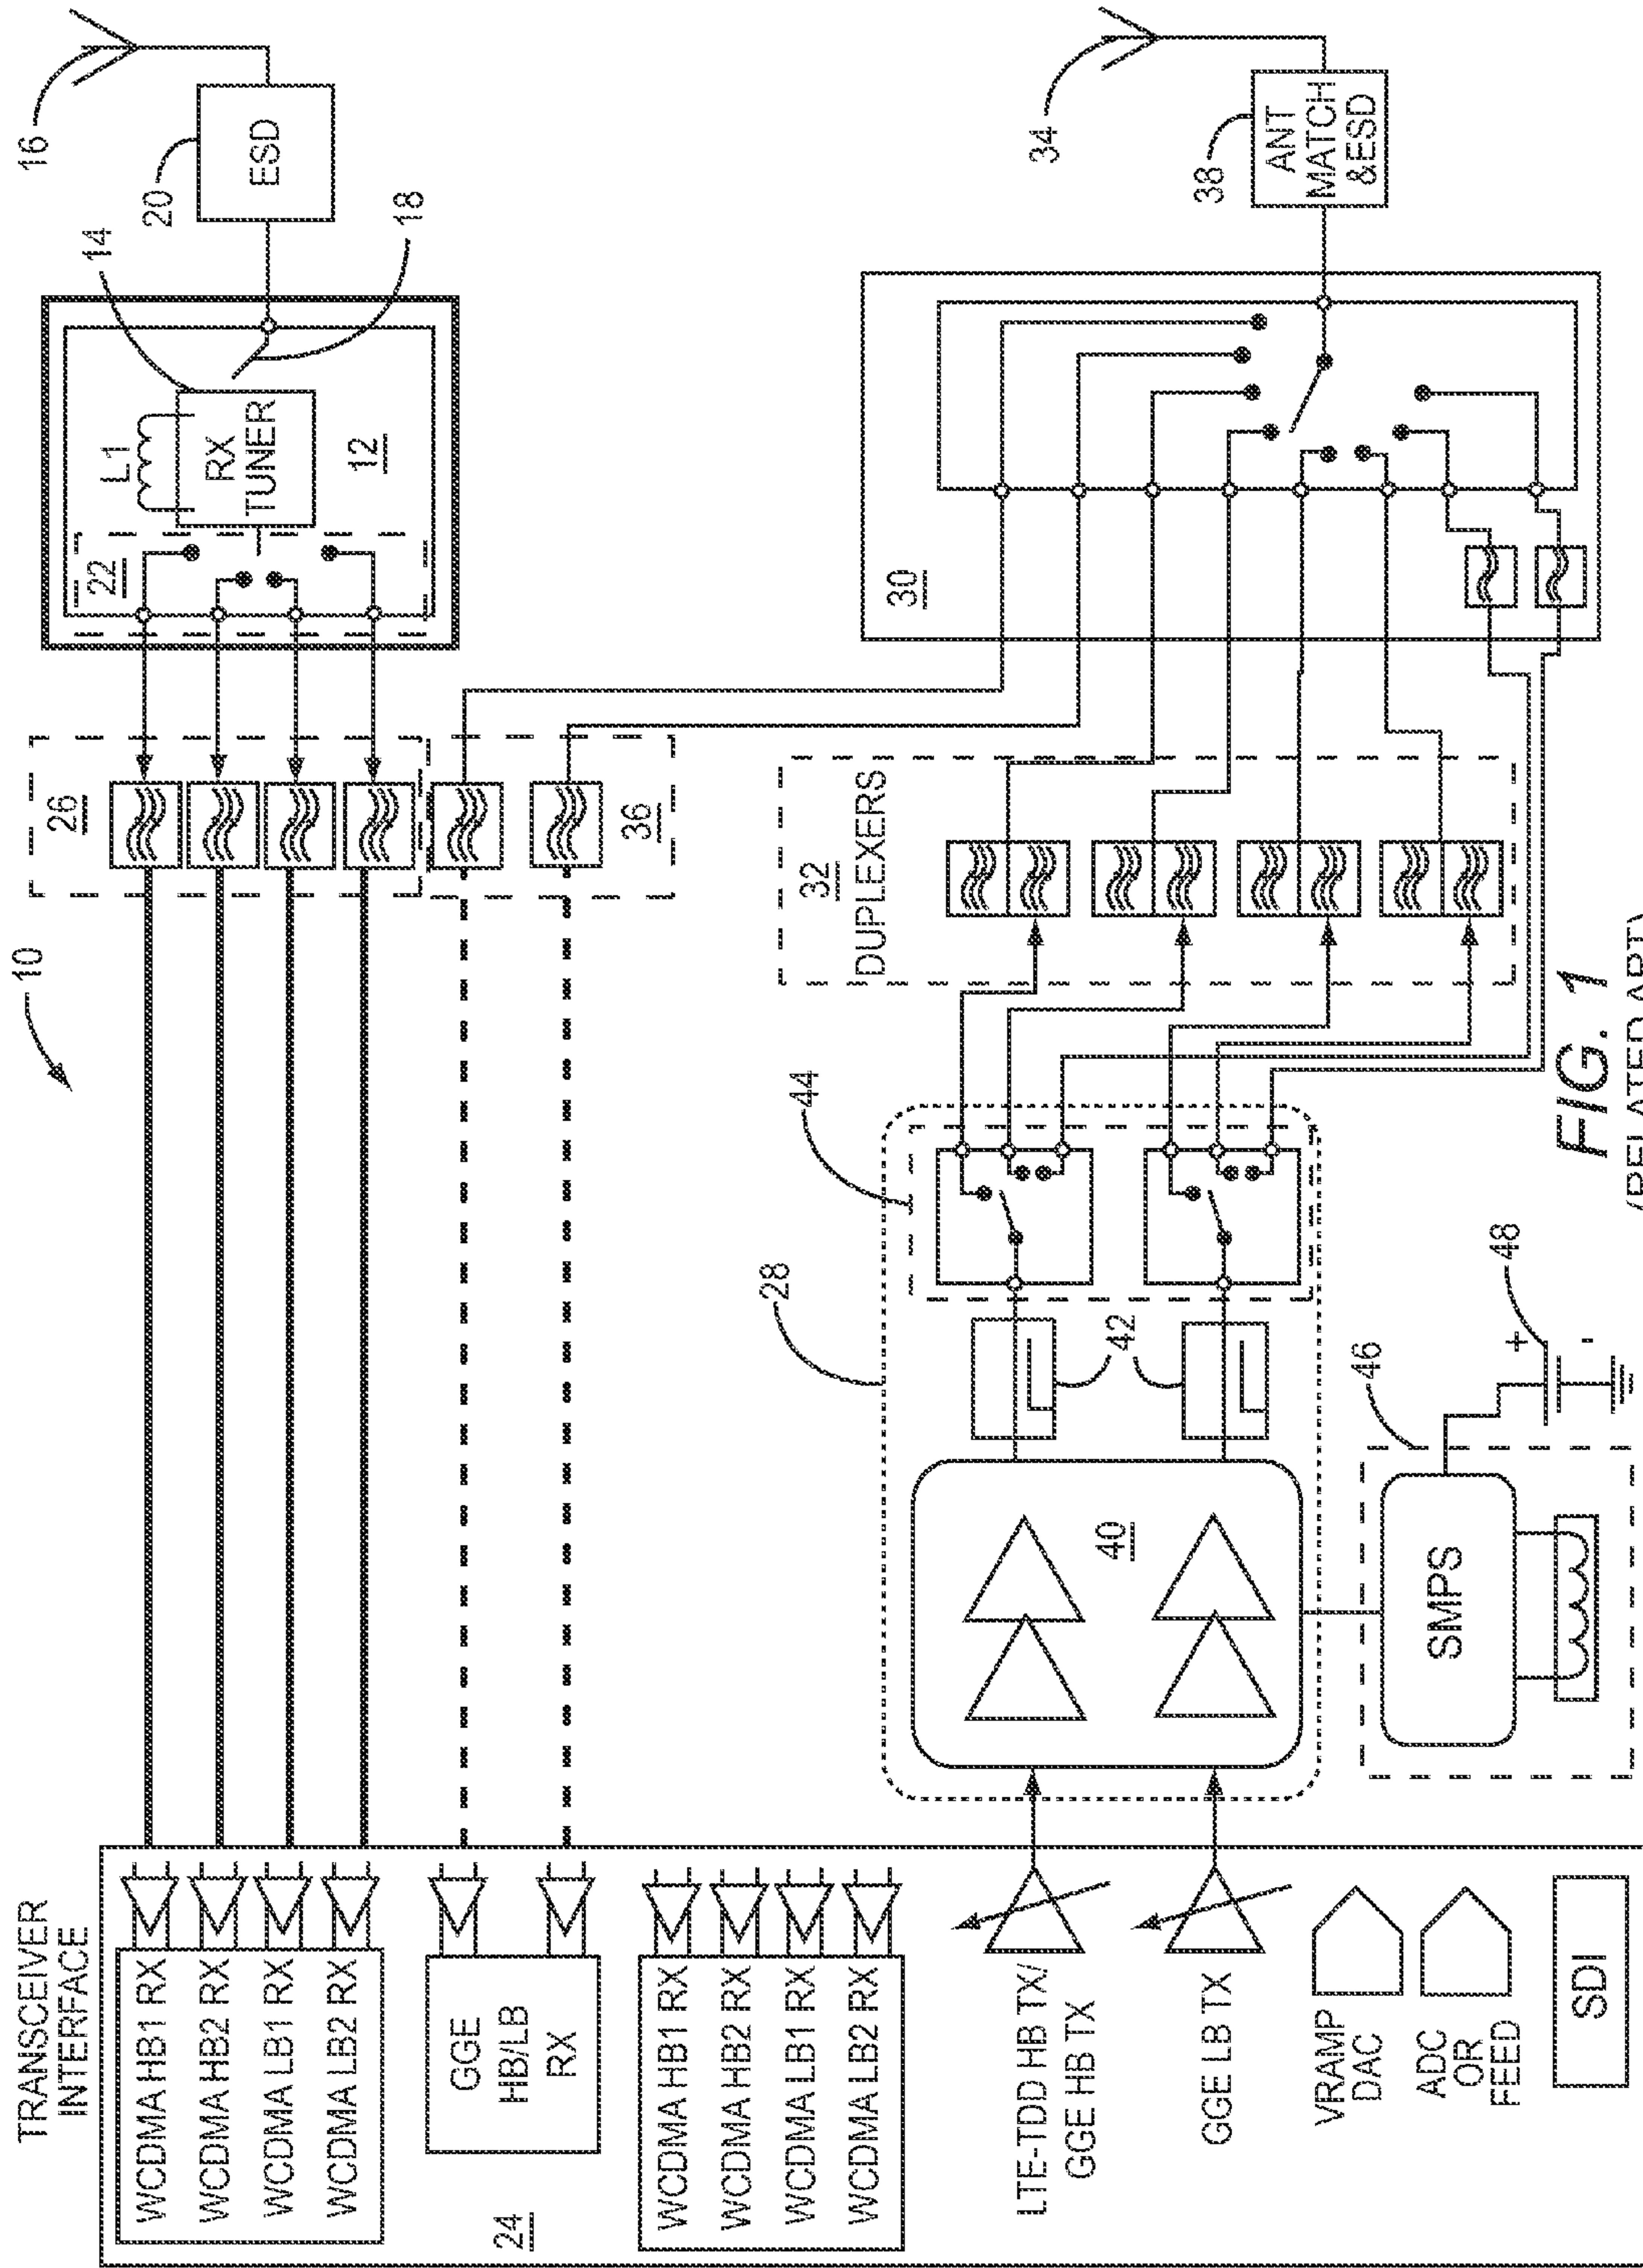 TRANSCEIVER
INTERFACE
WCDMA HB1 RX
WCDMA HB2 RX
WCDMA LB1 RX
WCDMA LB2 RX
24
GGE
HB/LB
RX
WCDMA HB1 RX
WCDMA HB2 RX
WCDMA LB1 RX
WCDMA LB2 RX
LTE-TDD HB TX/
GGE HB TX
GGE LB TX
VRAMP
DAC
ADC
OR
FEED
SDI
10
26
36
22
L1
RX
TUNER
12
14
18
20
ESD
16
28
40
42
44
SMPS
46
48
+
-
32
DUPLEXERS
30
38
ANT
MATCH
&ESD
34
FIG. 1
(RELATED ART)